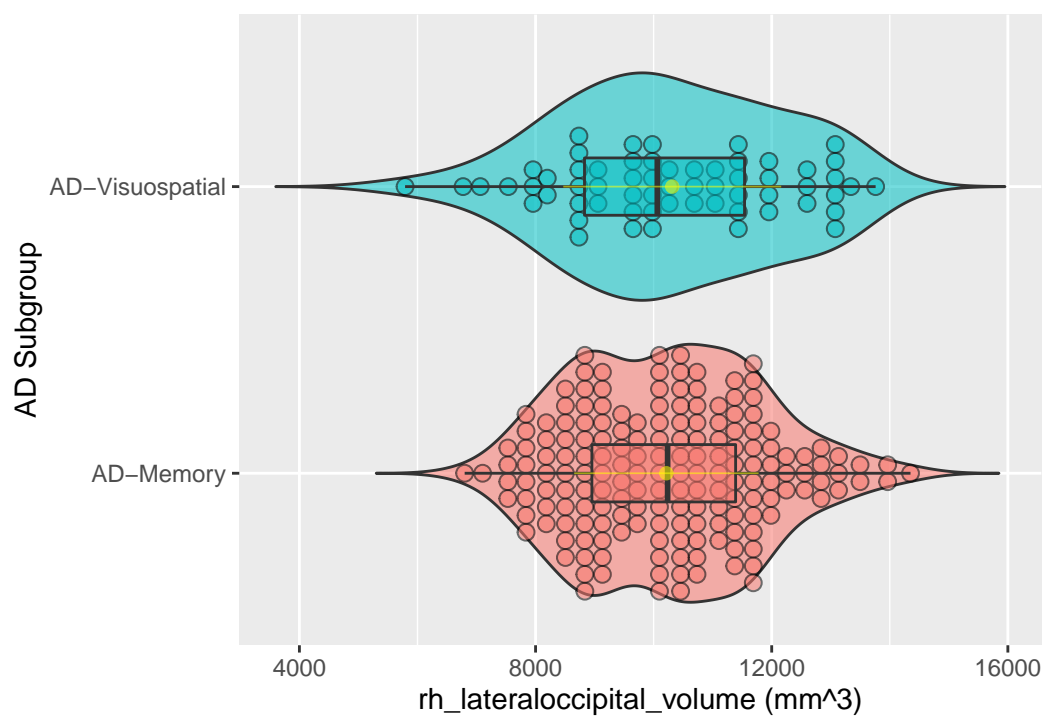 AD Subgroup
AD−Visuospatial
AD−Memory
4000 8000 12000 16000
rh_lateraloccipital_volume (mm^3)